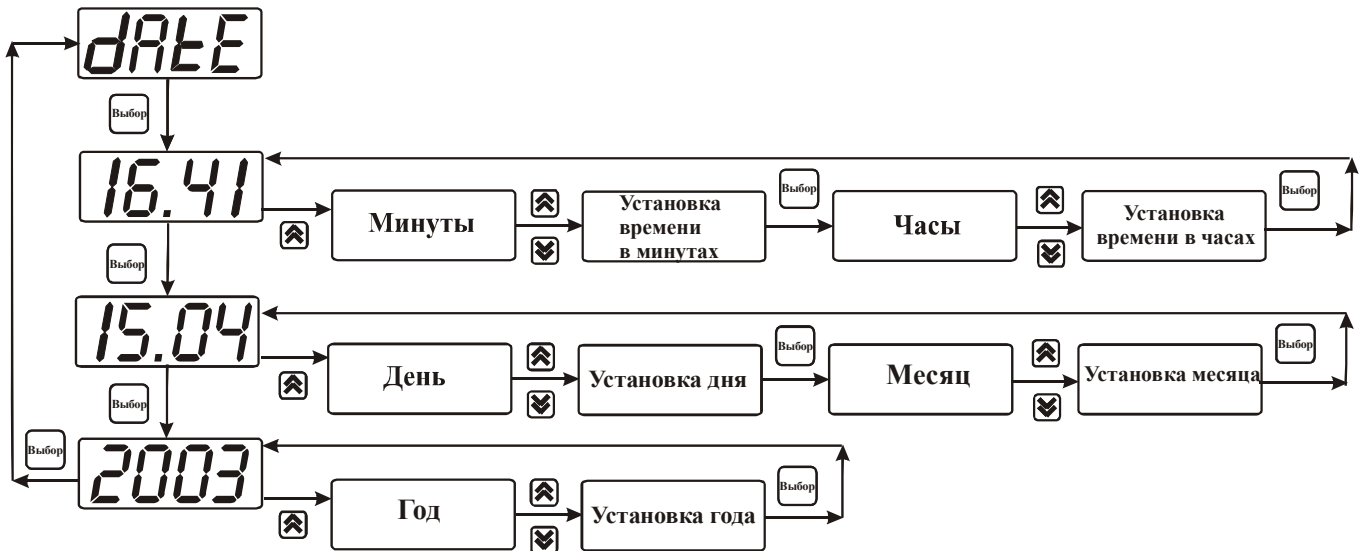 dAtE
Выбор
16.41
Минуты
Установка
времени
в минутах
Выбор
Часы
Установка
времени в часах
Выбор
Выбор
15.04
День
Установка дня
Выбор
Месяц
Установка месяца
Выбор
Выбор
Выбор
2003
Год
Установка года
Выбор